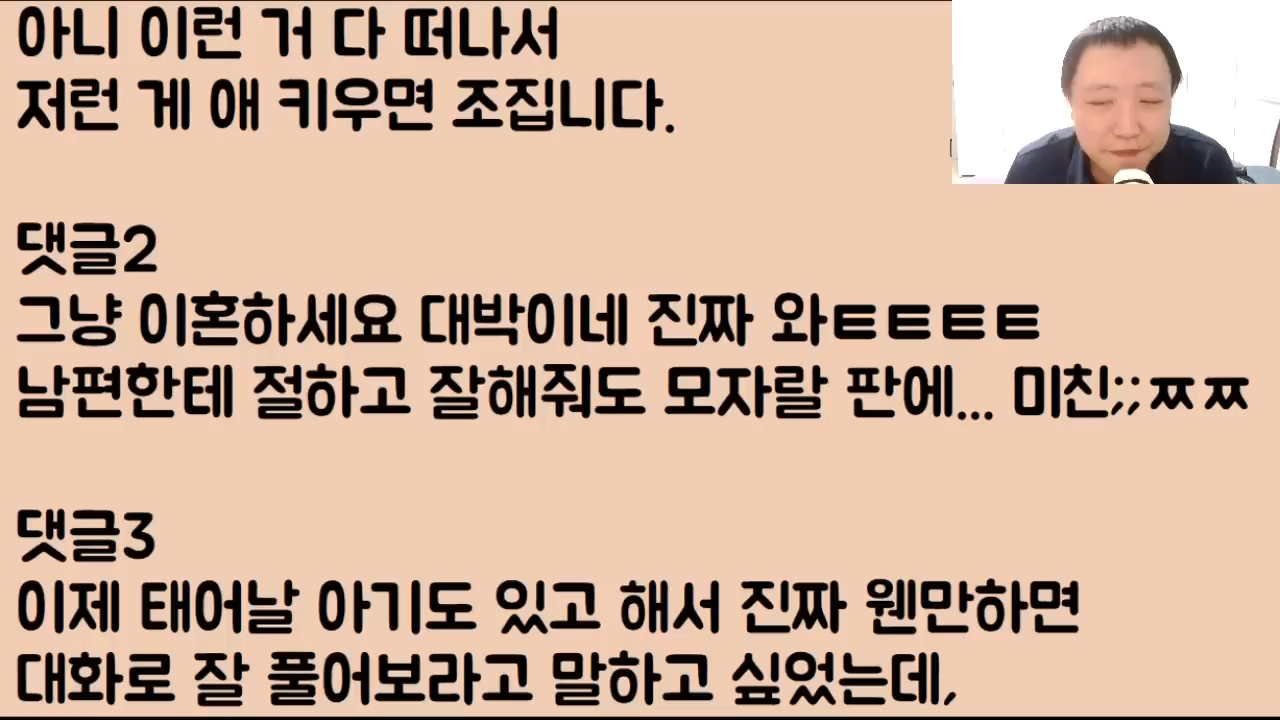 아니 이런 거 다 떠나서
저런 게 애 키우면 조집니다.
댓글2
그냥 이혼하세요 대박이네 진짜 와ㅌㅌㅌㅌ
남편한테 절하고 잘해줘도 모자랄 판에... 미친;;ㅉㅉ
댓글3
이제 태어날 아기도 있고 해서 진짜 웬만하면
대화로 잘 풀어보라고 말하고 싶었는데,